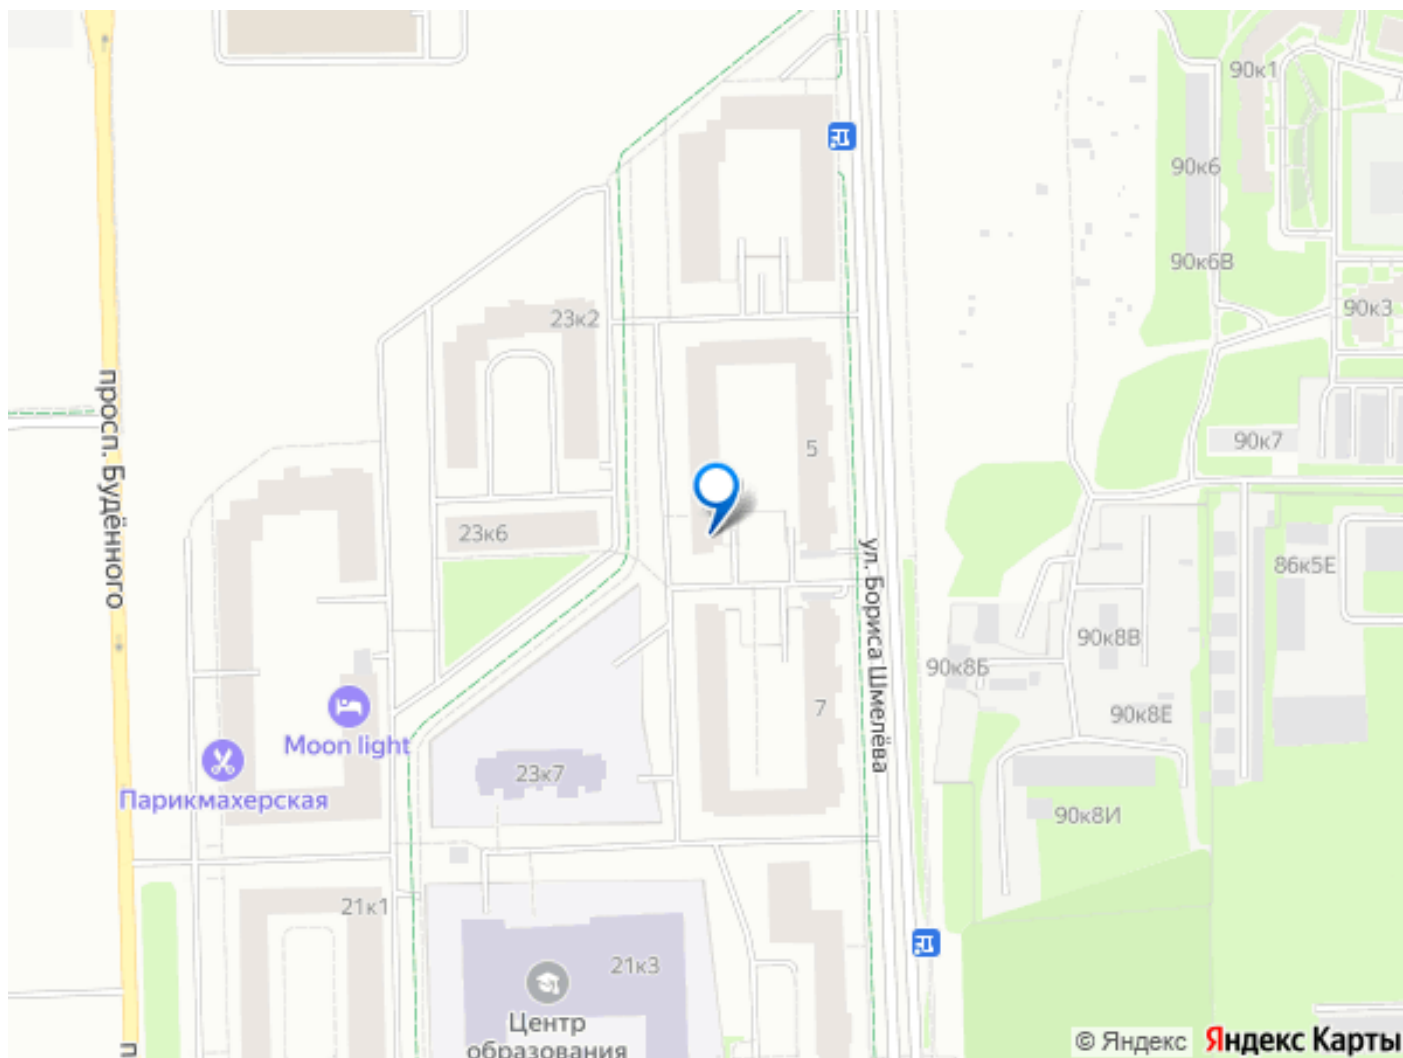 90к1
90к6
90к6В
23к2
90к3
просп. Будённого
5
90к7
23к6
ул. Бориса Шмелёва
86к5Е
90к8В
90к8Б
7
90к8Е
Moon light
23к7
Парикмахерская
90к8И
21к1
21к3
Центр
образования
п
© Яндекс
Яндекс Карты